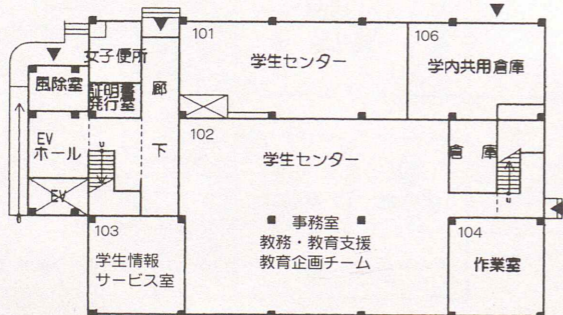 101
106
女子便所
学生センター
学内共用倉庫
風除室
証明書
発行室
廊
下
102
EV
ホール
学生センター
倉庫
U
EV
U
103
事務室
教務・教育支援
教育企画チーム
104
学生情報
サービス室
作業室
U